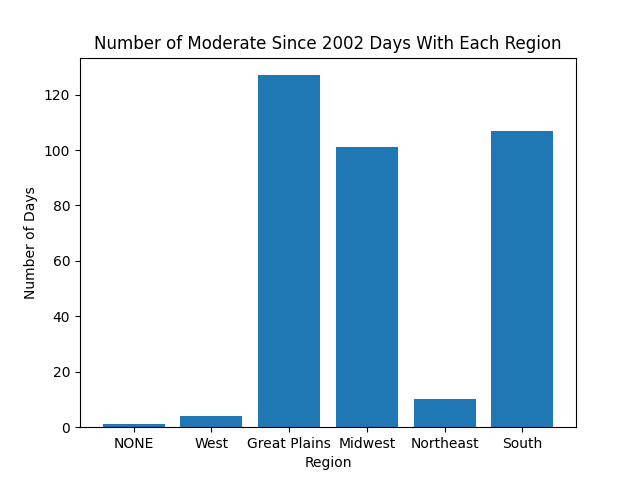 Number of Moderate Since 2002 Days With Each Region
Number of Days
120
100
80
60
40
20
0
NONE West Great Plains Midwest Northeast South
Region